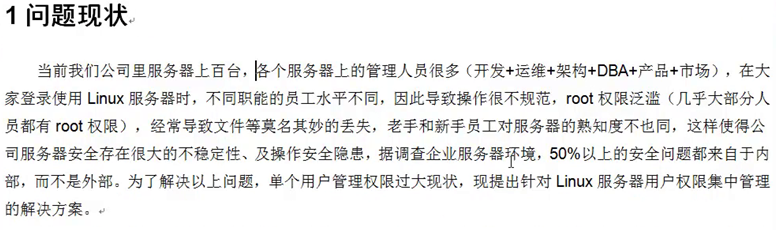 1 问题现状
当前我们公司里服务器上百台，各个服务器上的管理人员很多（开发+运维+架构+DBA+产品+市场），在大
家登录使用 Linux 服务器时，不同职能的员工水平不同，因此导致操作很不规范，root 权限泛滥（几乎大部分人
员都有 root 权限），经常导致文件等莫名其妙的丢失，老手和新手员工对服务器的熟知度不也同，这样使得公
司服务器安全存在很大的不稳定性、及操作安全隐患，据调查企业服务器环境，50%以上的安全问题都来自于内
部，而不是外部。为了解决以上问题，单个用户管理权限过大现状，现提出针对 Linux 服务器用户权限集中管理
的解决方案。